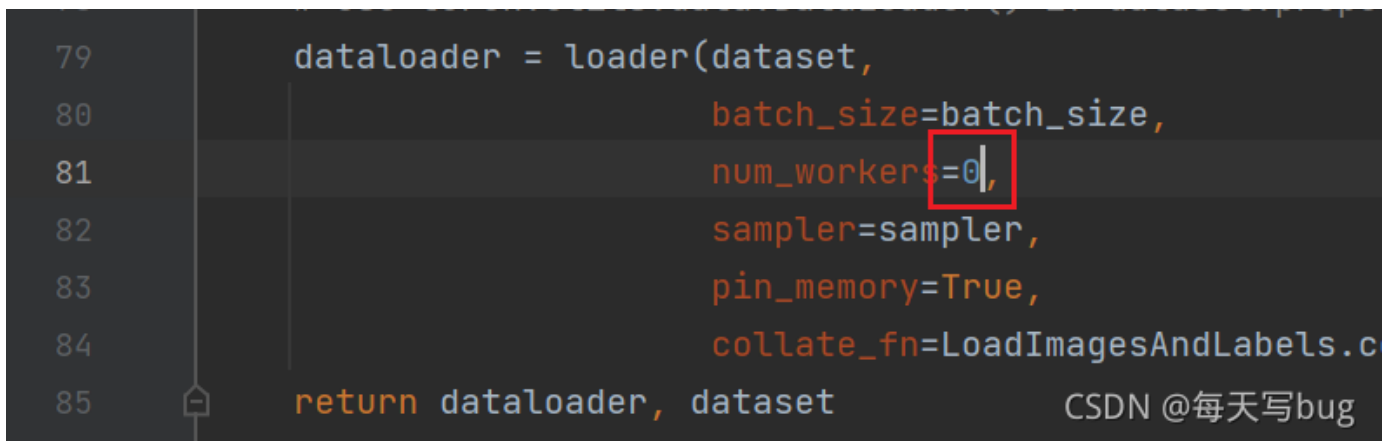 79 dataloader = loader(dataset,
80 batch_size=batch_size,
81 num_workers=0,
82 sampler=sampler,
83 pin_memory=True,
84 collate_fn=LoadImagesAndLabels.c
85 return dataloader, dataset
CSDN @每天写bug